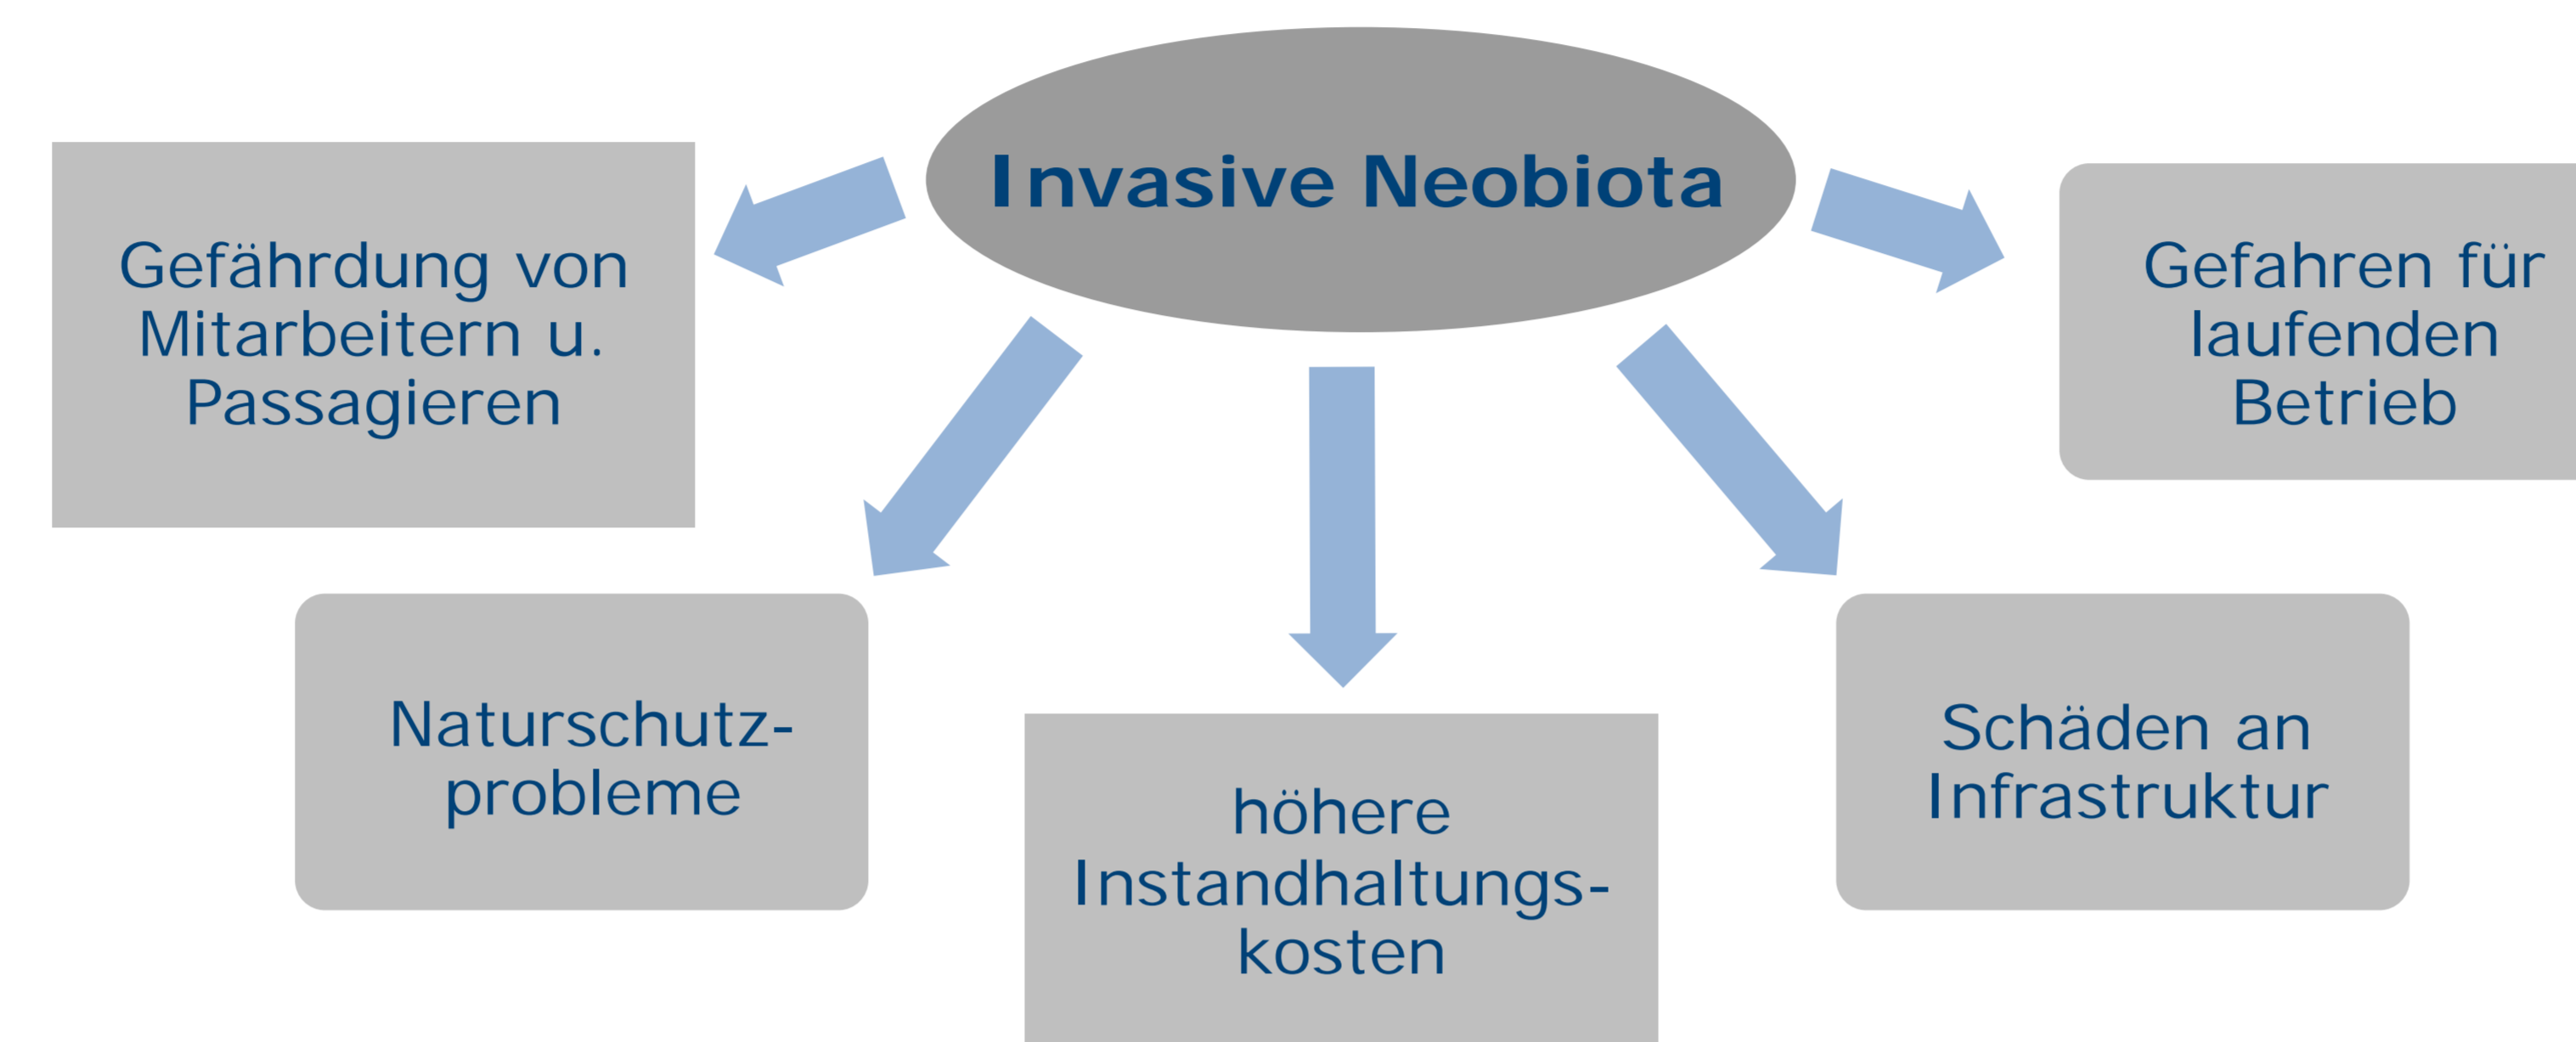 Invasive Neobiota
Gefährdung von
Mitarbeitern u.
Passagieren
Gefahren für
laufenden
Betrieb
Naturschutz-
probleme
höhere
Instandhaltungs-
kosten
Schäden an
Infrastruktur